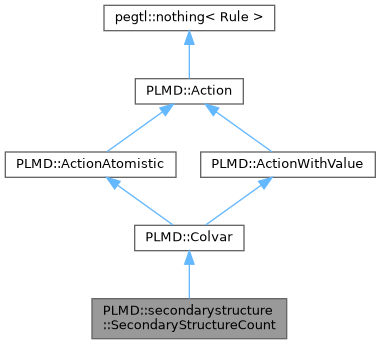 pegtl::nothing< Rule >
PLMD::Action
PLMD::ActionAtomistic
PLMD::ActionWithValue
PLMD::Colvar
PLMD::secondarystructure
::SecondaryStructureCount